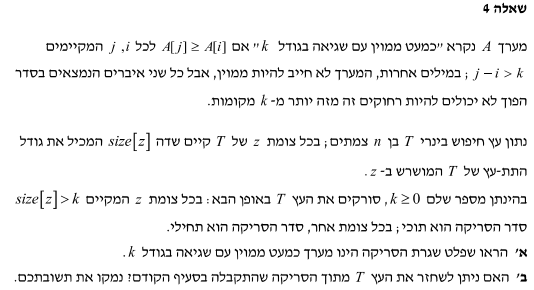 שאלה 4
מערך A נקרא "כמעט ממוין עם שגיאה בגודל k" אם A[j] ≥ A[i] לכל i, j המקיימים
j − i > k ; במילים אחרות, המערך לא חייב להיות ממוין, אבל כל שני איברים הנמצאים בסדר
הפוך לא יכולים להיות רחוקים זה מזה יותר מ- k מקומות.
נתון עץ חיפוש בינרי T בן n צמתים; בכל צומת z של T קיים שדה size[z] המכיל את גודל
התת-עץ של T המושרש ב- z.
בהינתן מספר שלם k ≥ 0, סורקים את העץ T באופן הבא: בכל צומת z המקיים size[z] > k
סדר הסריקה הוא תוכי; בכל צומת אחר, סדר הסריקה הוא תחילי.
א' הראו שפלט שגרת הסריקה הינו מערך כמעט ממוין עם שגיאה בגודל k.
ב' האם ניתן לשחזר את העץ T מתוך הסריקה שהתקבלה בסעיף הקודם? נמקו את תשובתכם.